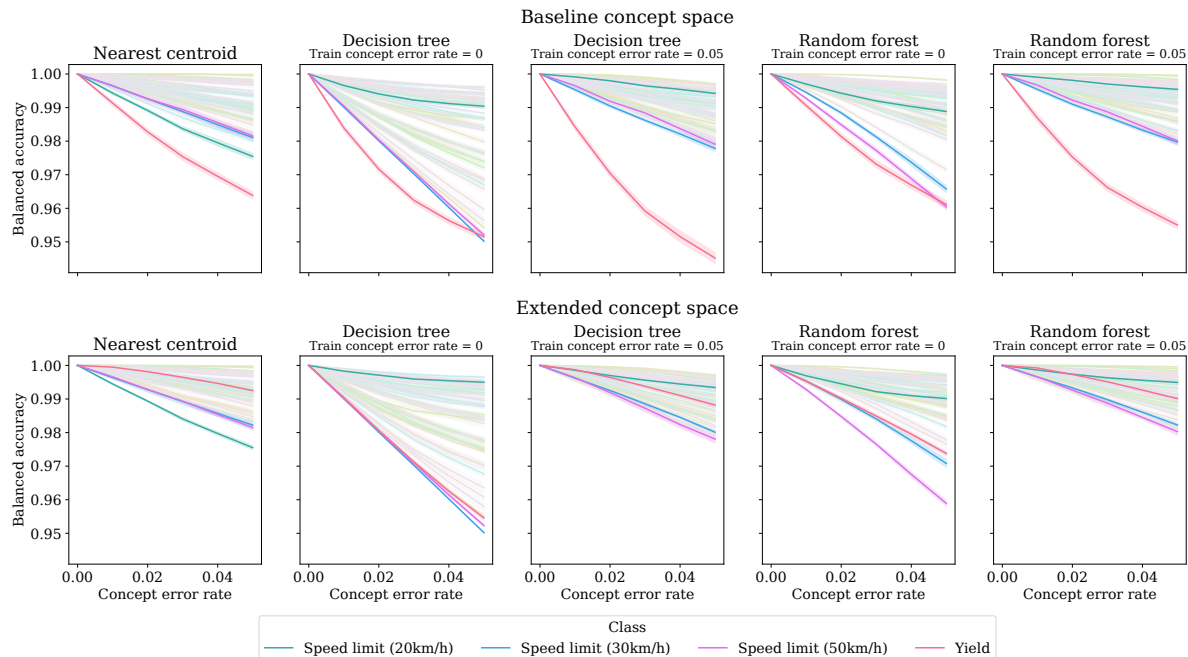 Baseline concept space
Nearest centroid
Decision tree
Train concept error rate = 0
Decision tree
Train concept error rate = 0.05
Random forest
Train concept error rate = 0
Random forest
Train concept error rate = 0.05
Balanced accuracy
1.00
0.99
0.98
0.97
0.96
0.95
Extended concept space
Nearest centroid
Decision tree
Train concept error rate = 0
Decision tree
Train concept error rate = 0.05
Random forest
Train concept error rate = 0
Random forest
Train concept error rate = 0.05
Balanced accuracy
1.00
0.99
0.98
0.97
0.96
0.95
0.00 0.02 0.04 0.00 0.02 0.04 0.00 0.02 0.04 0.00 0.02 0.04 0.00 0.02 0.04
Concept error rate Concept error rate Concept error rate Concept error rate Concept error rate
Class
Speed limit (20km/h) Speed limit (30km/h) Speed limit (50km/h) Yield